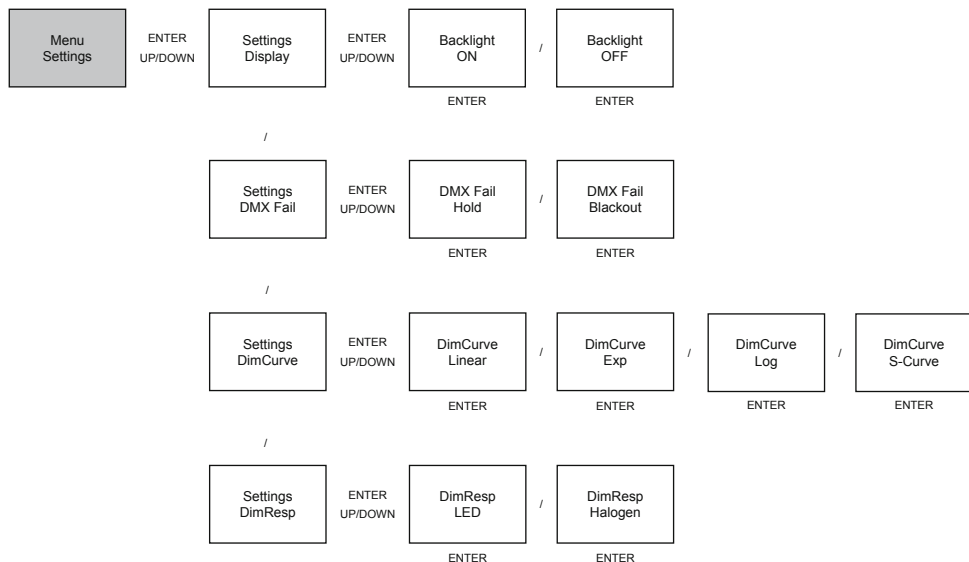 Menu
Settings
ENTER
UP/DOWN
Settings
Display
ENTER
UP/DOWN
Backlight
ON
/
Backlight
OFF
ENTER
ENTER
/
Settings
DMX Fail
ENTER
UP/DOWN
DMX Fail
Hold
/
DMX Fail
Blackout
ENTER
ENTER
/
Settings
DimCurve
ENTER
UP/DOWN
DimCurve
Linear
/
DimCurve
Exp
/
DimCurve
Log
/
DimCurve
S-Curve
ENTER
ENTER
ENTER
ENTER
/
Settings
DimResp
ENTER
UP/DOWN
DimResp
LED
/
DimResp
Halogen
ENTER
ENTER